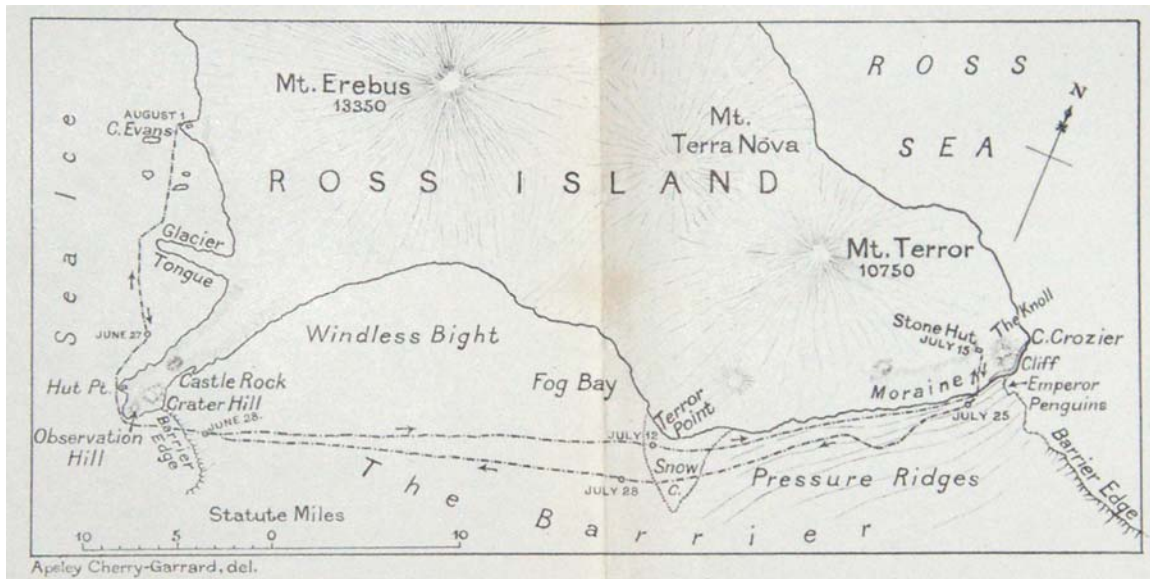 ROSS
SEA
N
Mt. Erebus
13350
Mt.
Terra Nova
AUGUST 1
C. Evans
ROSS ISLAND
Sea Ice
Glacier
Tongue
Mt. Terror
10750
JUNE 27
Windless Bight
The Knoll
Stone Hut
JULY 15
C. Crozier
Cliff
Hut Pt.
Castle Rock
Crater Hill
Fog Bay
Moraine
Emperor
Penguins
Terror
Point
JULY 25
JUNE 28.
Observation
Hill
Barrier
Edge
JULY 12
Barrier Edge
Snow
C.
Pressure Ridges
JULY 28
The Barrier
Statute Miles
10 5 0 10
Apsley Cherry-Garrard, del.